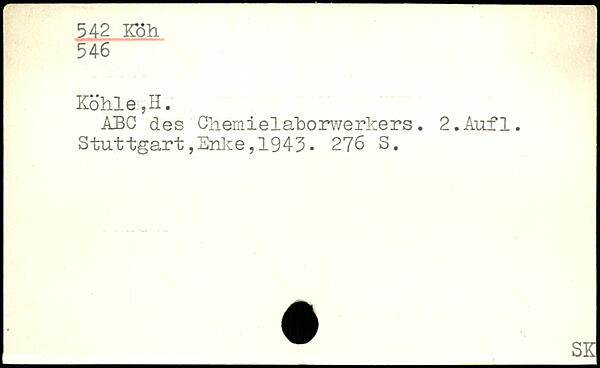 542 Köh
546
Köhle,H.
ABC des Chemielaborwerkers. 2.Aufl.
Stuttgart,Enke,1943. 276 S.
SK